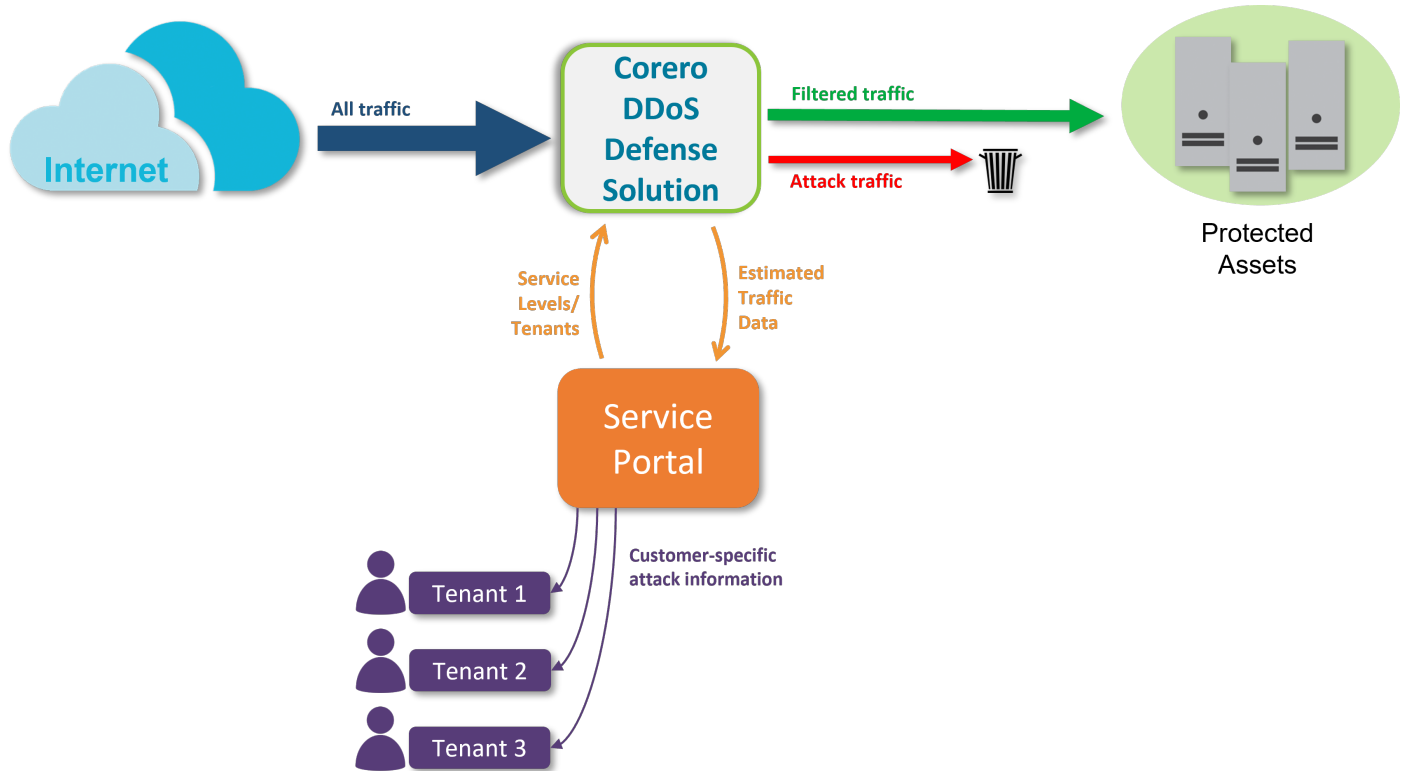 Internet
All traffic
Corero
DDoS
Defense
Solution
Filtered traffic
Attack traffic
Protected
Assets
Service
Levels/
Tenants
Estimated
Traffic
Data
Service
Portal
Customer-specific
attack information
Tenant 1
Tenant 2
Tenant 3